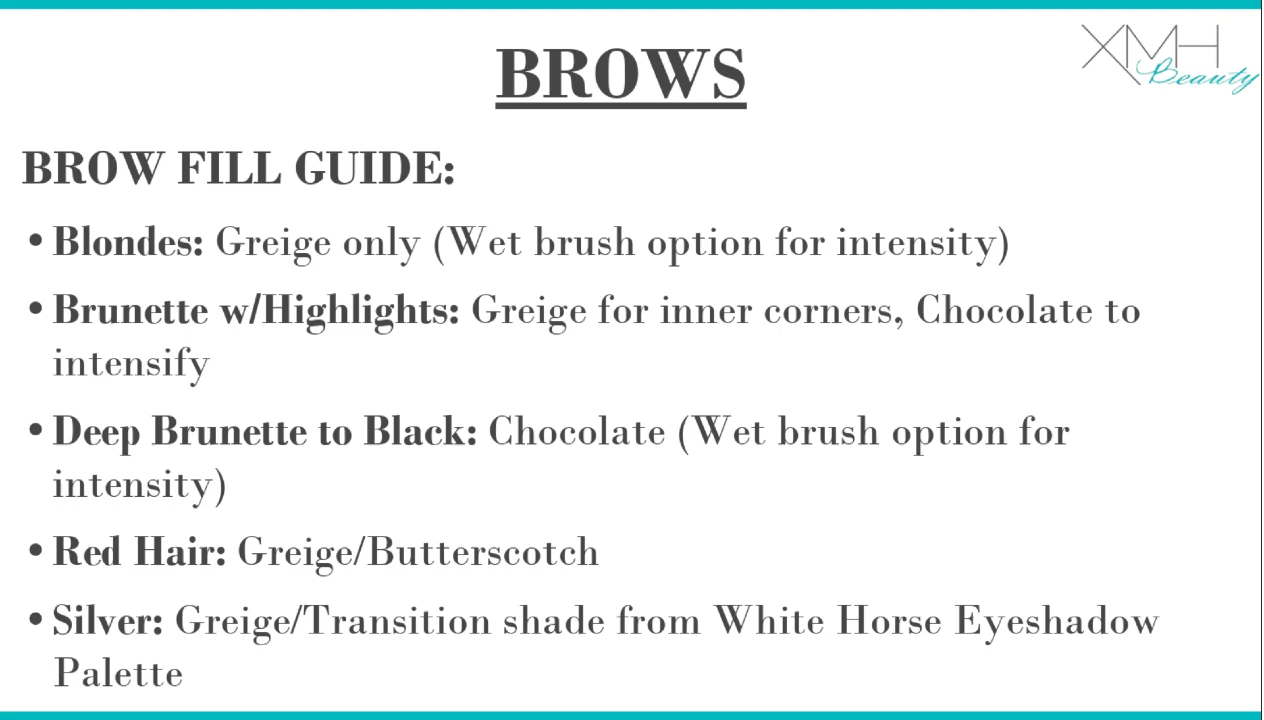 XMH
Beauty
BROWS
BROW FILL GUIDE:
• Blondes: Greige only (Wet brush option for intensity)
• Brunette w/Highlights: Greige for inner corners, Chocolate to
intensify
• Deep Brunette to Black: Chocolate (Wet brush option for
intensity)
• Red Hair: Greige/Butterscotch
• Silver: Greige/Transition shade from White Horse Eyeshadow
Palette